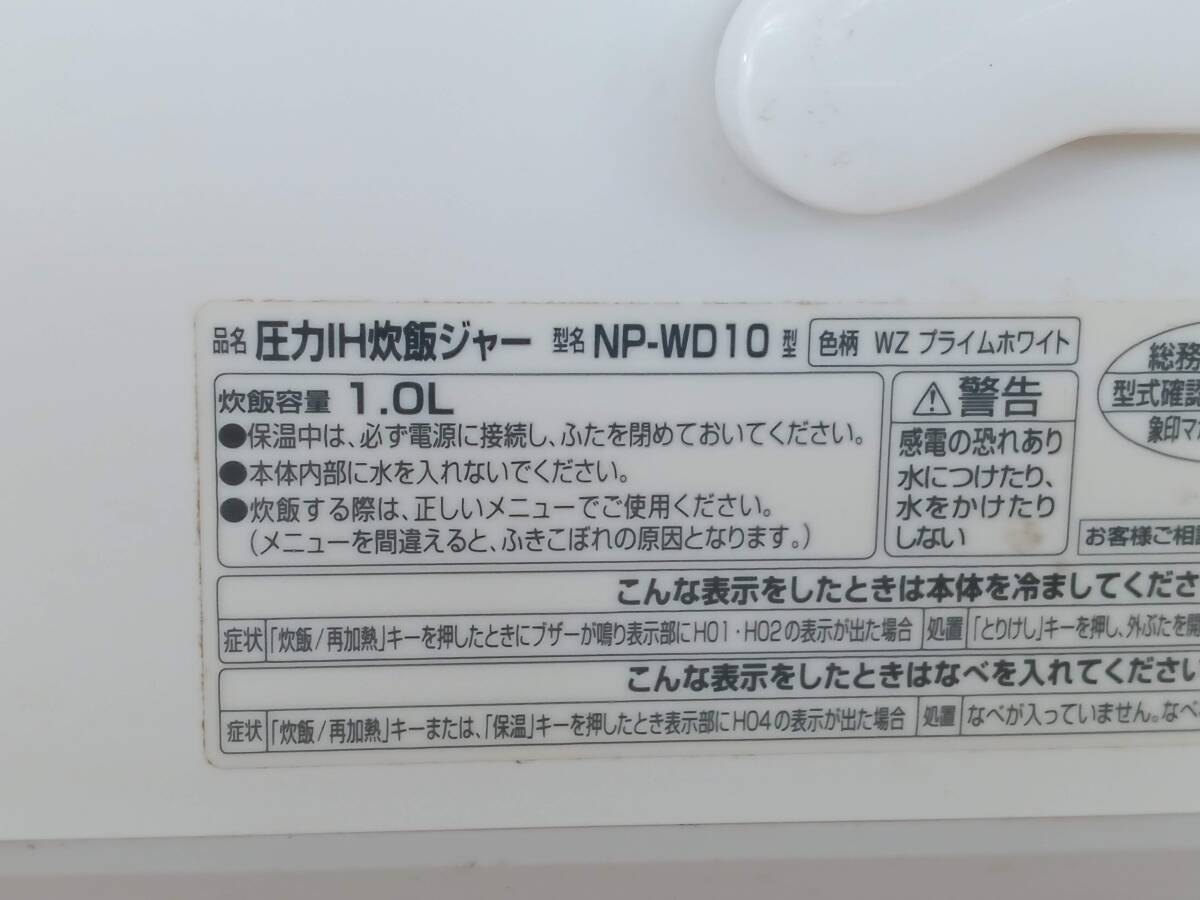 品名 圧力IH炊飯ジャー 型名 NP-WD10型 色柄 WZ プライムホワイト
炊飯容量 1.0L
●保温中は、必ず電源に接続し、ふたを閉めておいてください。
●本体内部に水を入れないでください。
●炊飯する際は、正しいメニューでご使用ください。
(メニューを間違えると、ふきこぼれの原因となります。)
⚠警告
感電の恐れあり
水につけたり、
水をかけたり
しない
総務
型式確認
象印マ
お客様ご相
こんな表示をしたときは本体を冷ましてくださ
症状 「炊飯/再加熱」キーを押したときにブザーが鳴り表示部にH01・H02の表示が出た場合 処置 「とりけし」キーを押し、外ぶたを開
こんな表示をしたときはなべを入れてください
症状 「炊飯/再加熱」キーまたは、「保温」キーを押したとき表示部にH04の表示が出た場合 処置 なべが入っていません。なべ